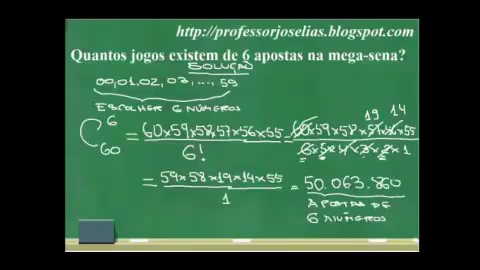 http://professorjoselias.blogspot.com/
Quantos jogos existem de 6 apostas na mega-sena?
SOLUÇÃO
00,01,02,03,...,59
ESCOLHER 6 NÚMEROS
19 14
C 6 60 = 60×59×58×57×56×55 / 6! = 60×59×58×57×56×55 / 6×5×4×3×2×1
= 59×58×19×14×55 / 1 = 50.063.860
APOSTAS DE
6 NÚMEROS